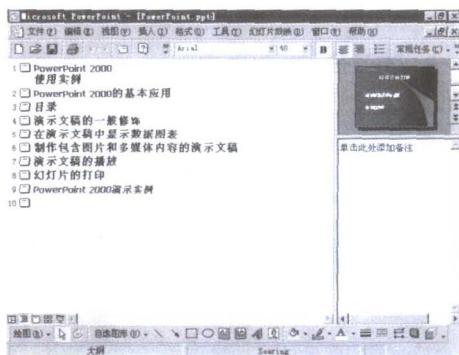 Microsoft PowerPoint - [PowerPoint.ppt]
文件(F) 编辑(E) 视图(V) 插入(I) 格式(O) 工具(T) 幻灯片放映(D) 窗口(W) 帮助(H)
Arial 40 B 常规任务(C)
1 PowerPoint 2000
使用实例
2 PowerPoint 2000的基本应用
3 目录
4 演示文稿的一般修饰
5 在演示文稿中显示数据图表
6 制作包含图片和多媒体内容的演示文稿
7 演示文稿的播放
8 幻灯片的打印
9 PowerPoint 2000演示实例
10
单击此处添加备注
绘图(R) 自选图形(U)
大纲 Soaring